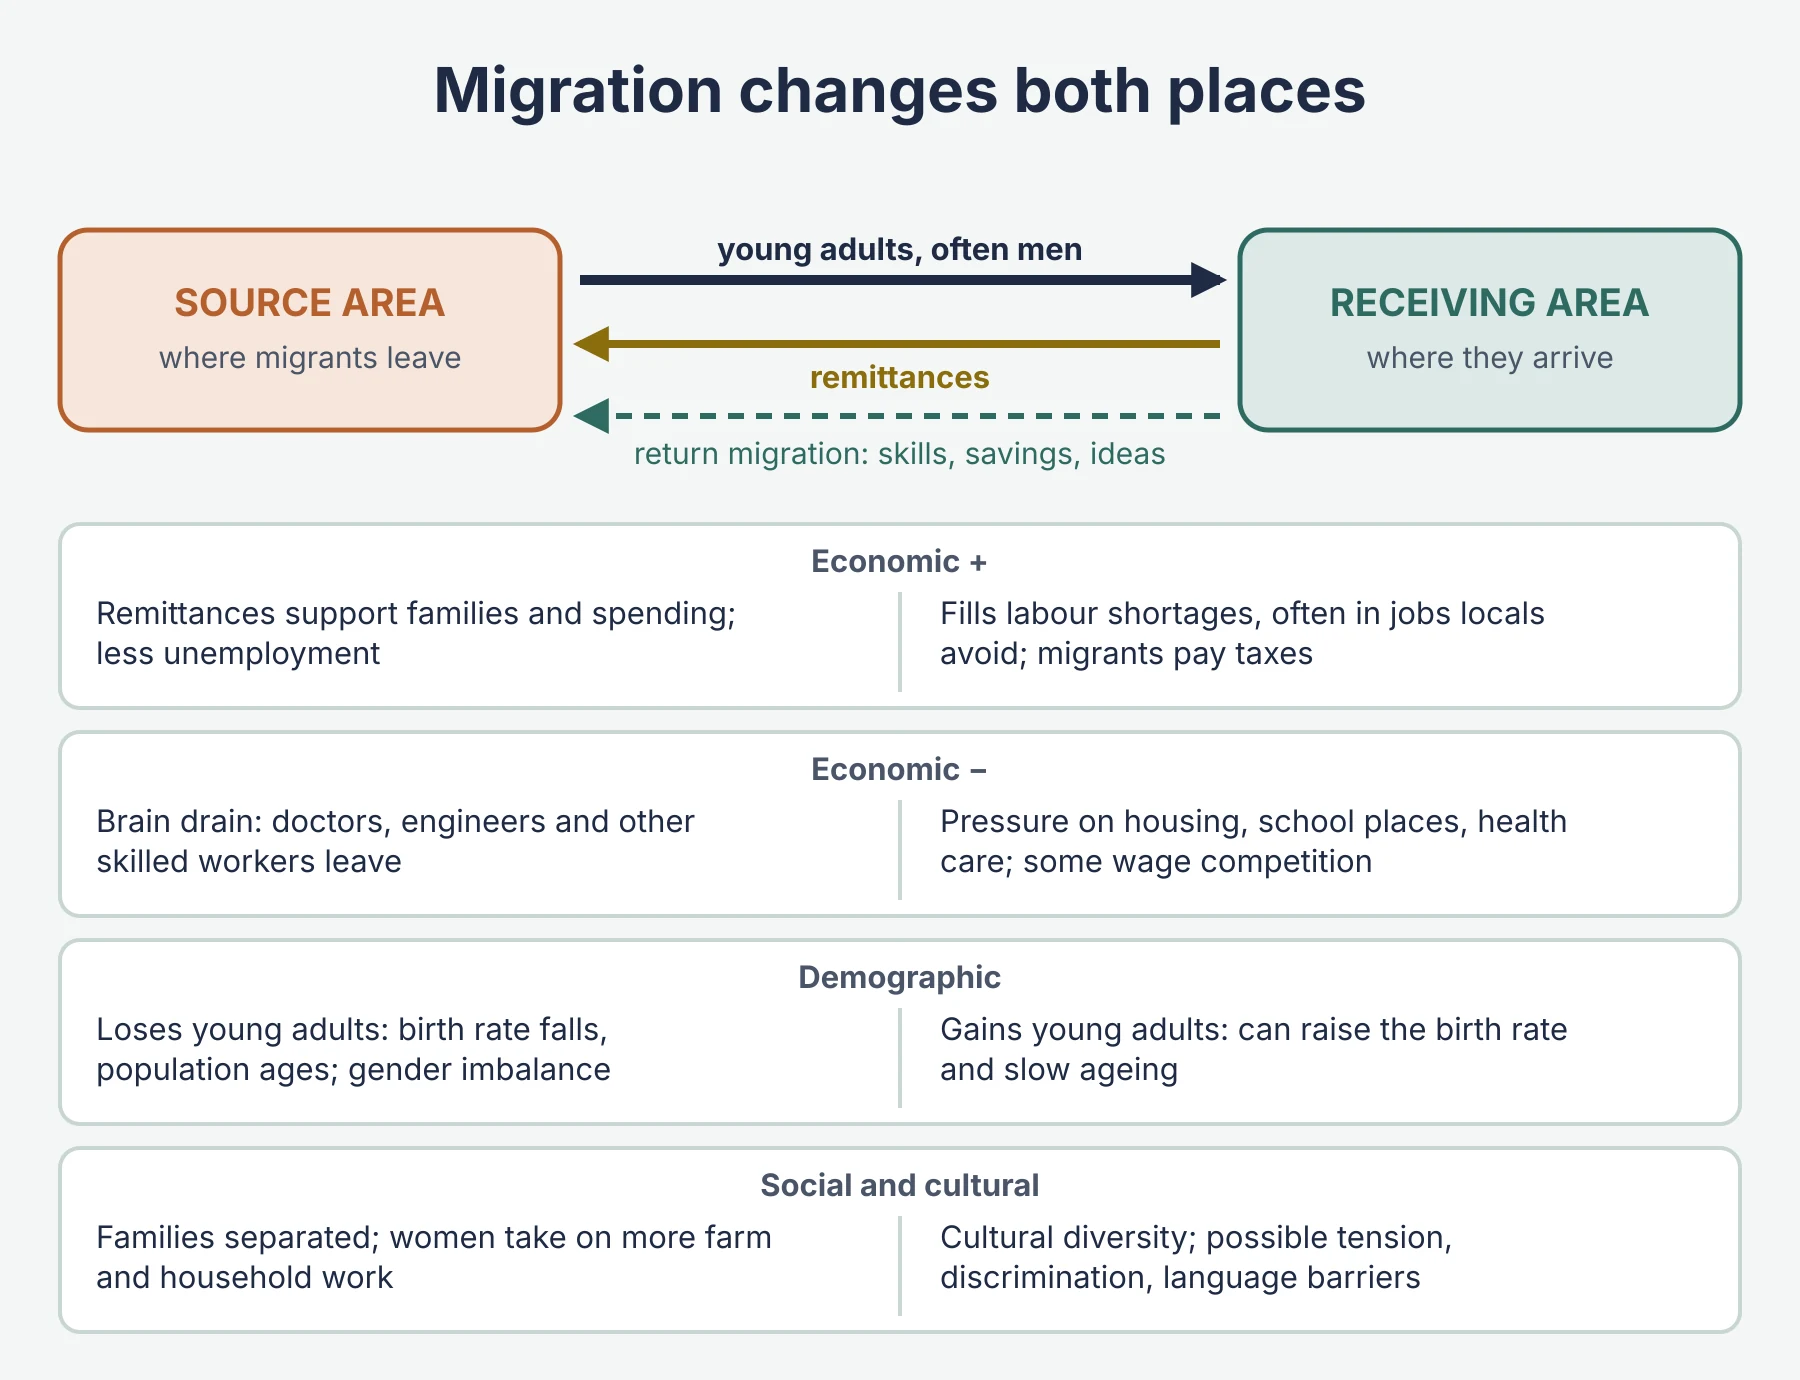 Migration changes both places
SOURCE AREA
where migrants leave
young adults, often men
remittances
return migration: skills, savings, ideas
RECEIVING AREA
where they arrive
Economic +
Remittances support families and spending;
less unemployment
Fills labour shortages, often in jobs locals
avoid; migrants pay taxes
Economic –
Brain drain: doctors, engineers and other
skilled workers leave
Pressure on housing, school places, health
care; some wage competition
Demographic
Loses young adults: birth rate falls,
population ages; gender imbalance
Gains young adults: can raise the birth rate
and slow ageing
Social and cultural
Families separated; women take on more farm
and household work
Cultural diversity; possible tension,
discrimination, language barriers